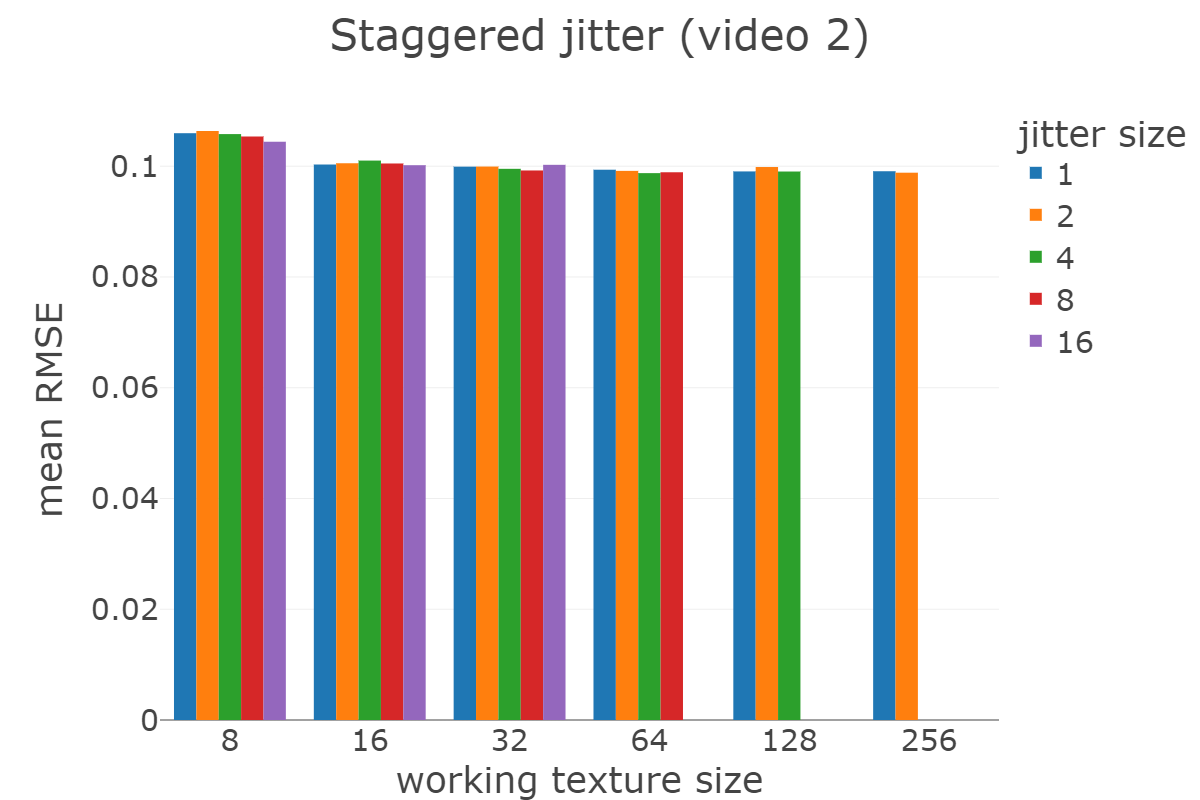 Staggered jitter (video 2)
jitter size
1
2
4
8
16
mean RMSE
0.1
0.08
0.06
0.04
0.02
0
8 16 32 64 128 256
working texture size